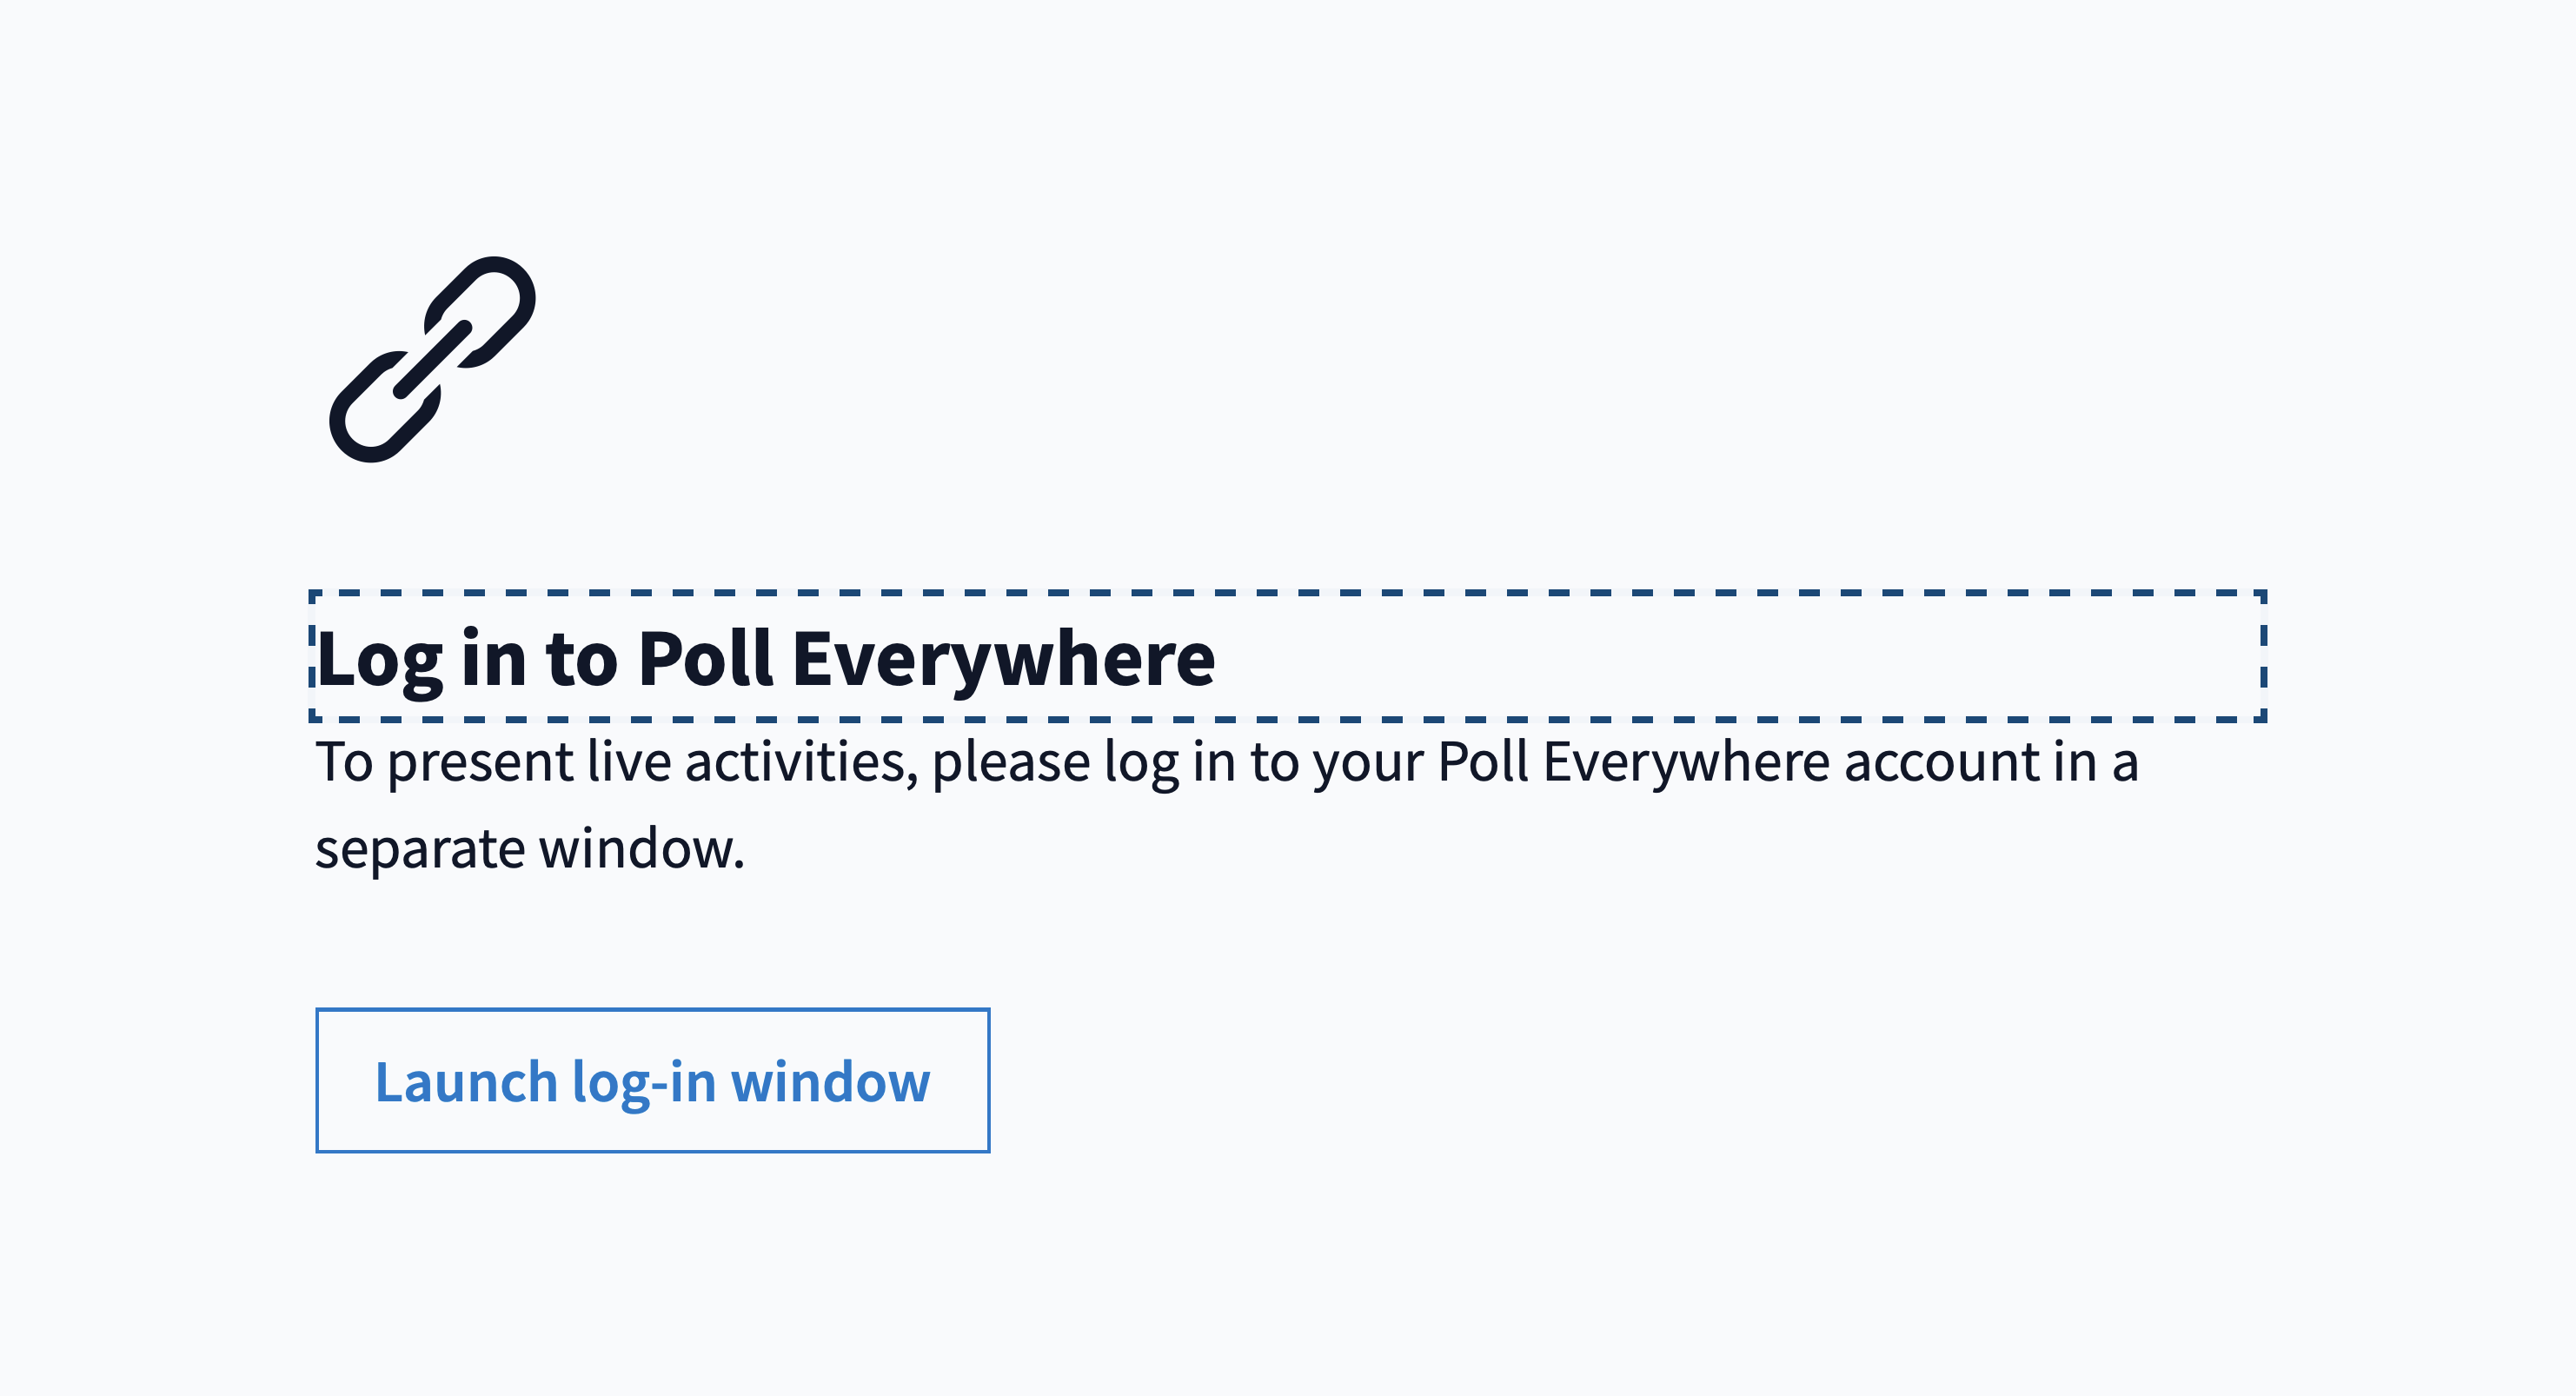 Log in to Poll Everywhere
To present live activities, please log in to your Poll Everywhere account in a
separate window.
Launch log-in window